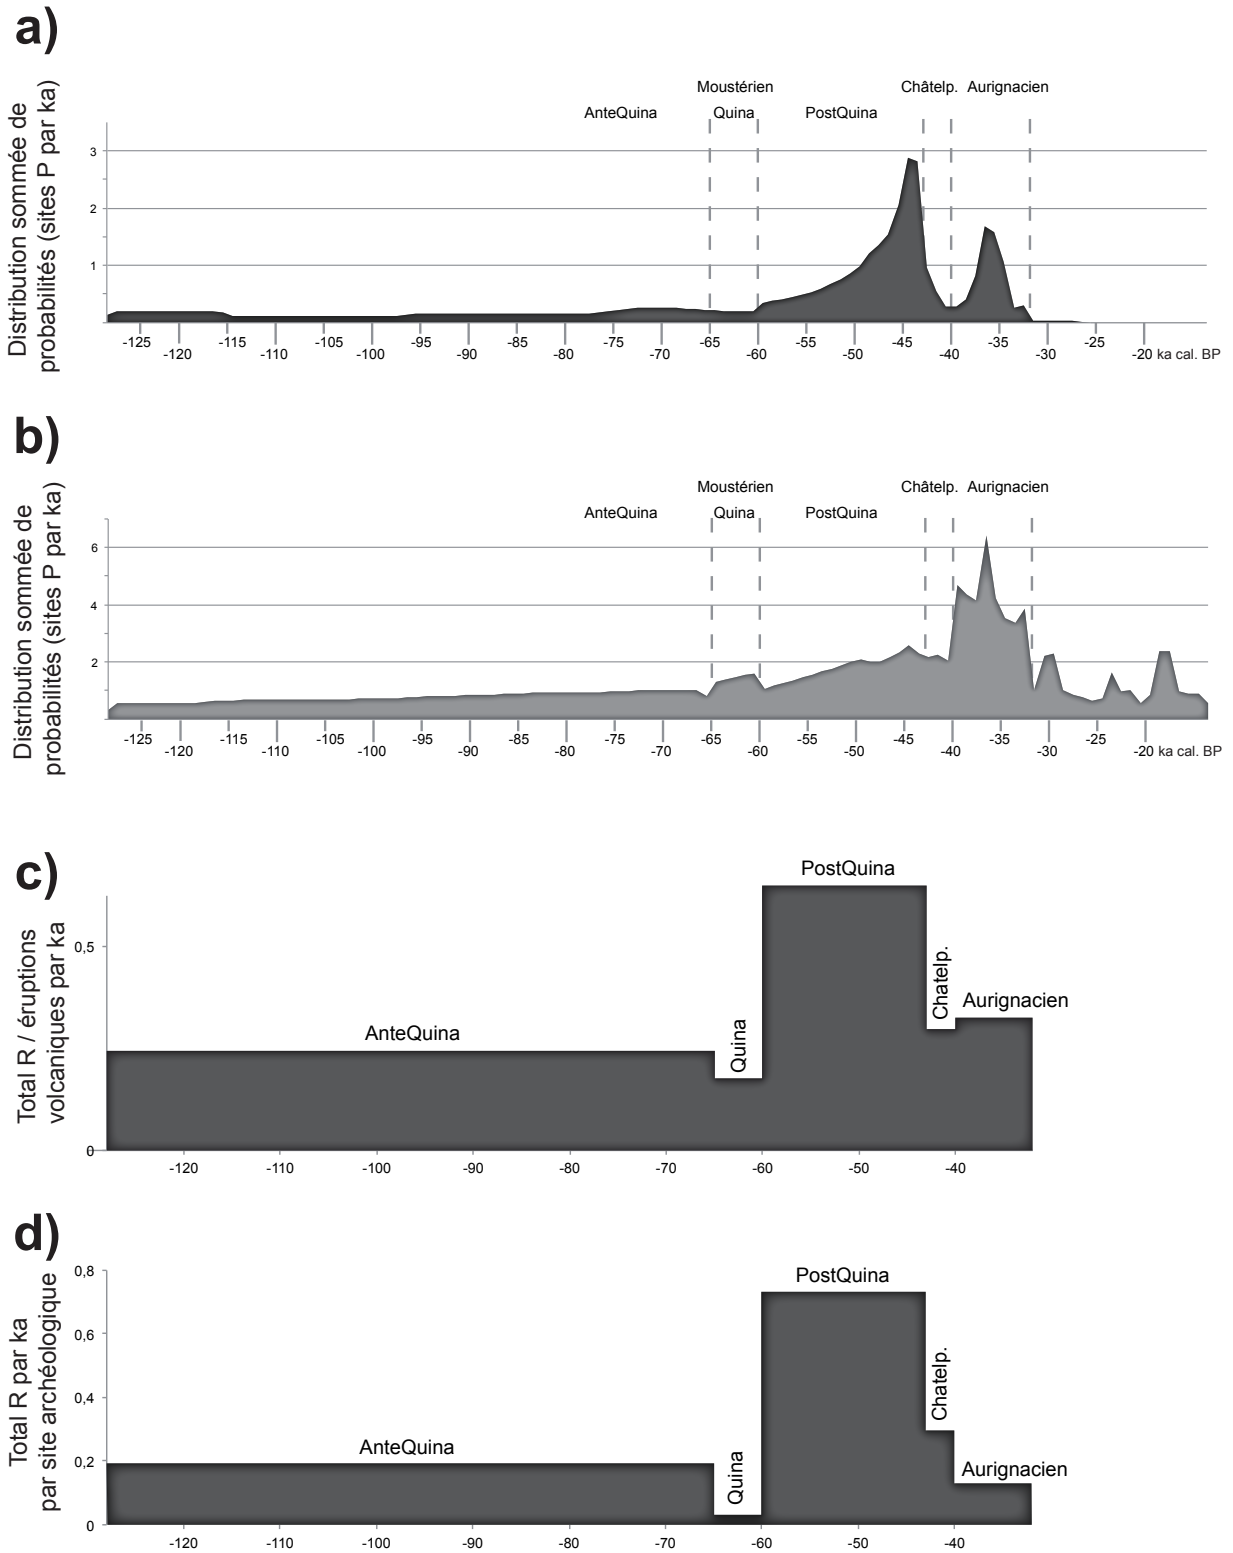 a)
Distribution sommée de
probabilités (sites P par ka)
Moustérien
Châtelp. Aurignacien
AnteQuina Quina PostQuina
3
2
1
-125 -115 -105 -95 -85 -75 -65 -55 -45 -35 -25
-120 -110 -100 -90 -80 -70 -60 -50 -40 -30 -20 ka cal. BP
b)
Distribution sommée de
probabilités (sites P par ka)
Moustérien
Châtelp. Aurignacien
AnteQuina Quina PostQuina
6
4
2
-125 -115 -105 -95 -85 -75 -65 -55 -45 -35 -25
-120 -110 -100 -90 -80 -70 -60 -50 -40 -30 -20 ka cal. BP
c)
Total R / éruptions
volcaniques par ka
PostQuina
0,5
Chatelp.
Aurignacien
AnteQuina
Quina
0
-120 -110 -100 -90 -80 -70 -60 -50 -40
d)
Total R par ka
par site archéologique
0,8
PostQuina
0,6
0,4
Chatelp.
AnteQuina
0,2
Quina
Aurignacien
0
-120 -110 -100 -90 -80 -70 -60 -50 -40